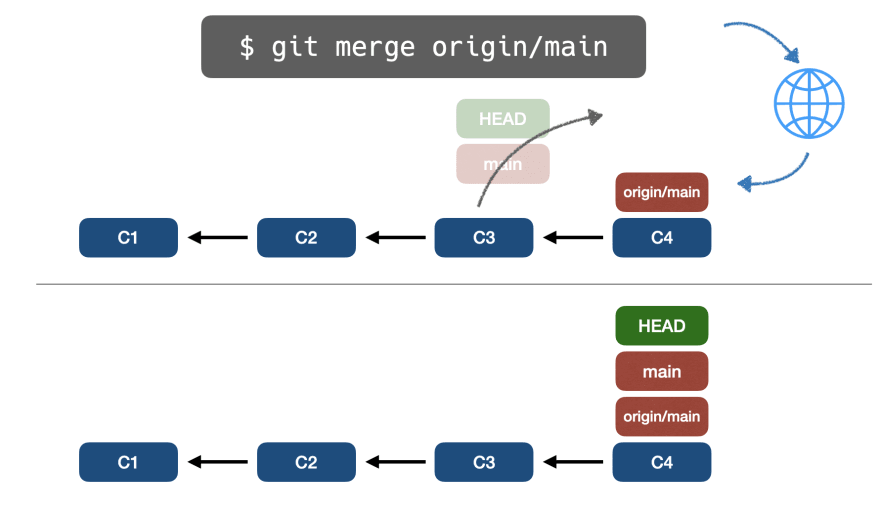 $ git merge origin/main
HEAD
main
origin/main
C1 C2 C3 C4
HEAD
main
origin/main
C1 C2 C3 C4